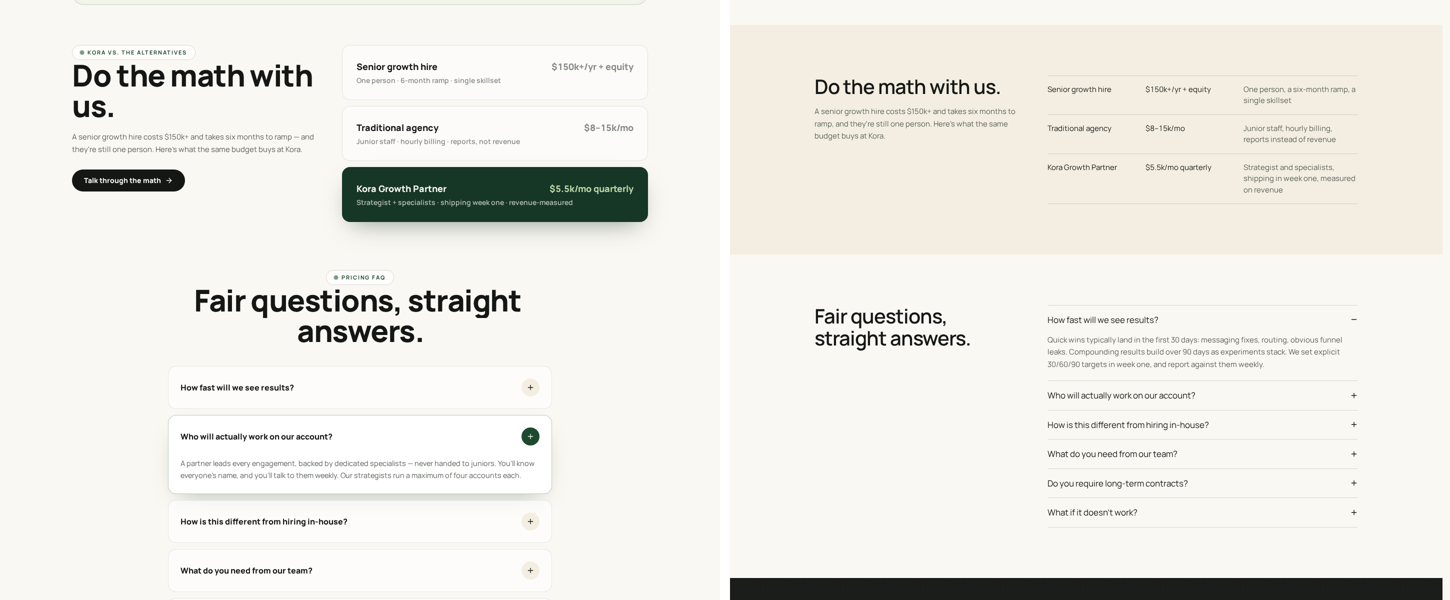 KORA VS. THE ALTERNATIVES
Do the math with
us.
A senior growth hire costs $150k+ and takes six months to ramp — and
they're still one person. Here's what the same budget buys at Kora.
Talk through the math →
Senior growth hire
$150k+/yr + equity
One person · 6-month ramp · single skillset
Traditional agency
$8–15k/mo
Junior staff · hourly billing · reports, not revenue
Kora Growth Partner
$5.5k/mo quarterly
Strategist + specialists · shipping week one · revenue-measured
PRICING FAQ
Fair questions, straight
answers.
How fast will we see results?
+
Who will actually work on our account?
+
A partner leads every engagement, backed by dedicated specialists — never handed to juniors. You'll know
everyone's name, and you'll talk to them weekly. Our strategists run a maximum of four accounts each.
How is this different from hiring in-house?
+
What do you need from our team?
+
Do the math with us.
A senior growth hire costs $150k+ and takes six months to
ramp, and they're still one person. Here's what the same
budget buys at Kora.
Senior growth hire
$150k+/yr + equity
One person, a six-month ramp, a
single skillset
Traditional agency
$8–15k/mo
Junior staff, hourly billing,
reports instead of revenue
Kora Growth Partner
$5.5k/mo quarterly
Strategist and specialists,
shipping in week one, measured
on revenue
Fair questions,
straight answers.
How fast will we see results?
−
Quick wins typically land in the first 30 days: messaging fixes, routing, obvious funnel
leaks. Compounding results build over 90 days as experiments stack. We set explicit
30/60/90 targets in week one, and report against them weekly.
Who will actually work on our account?
+
How is this different from hiring in-house?
+
What do you need from our team?
+
Do you require long-term contracts?
+
What if it doesn't work?
+